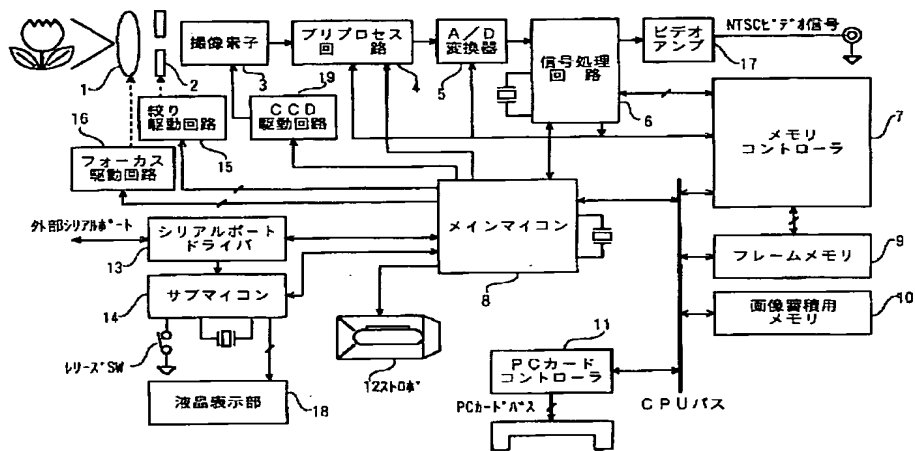 撮像素子
プリプロセス
回路
A/D
変換器
信号処理
回路
ビデオ
アンプ
NTSCビデオ信号
1
2
3
4
5
6
17
19
CCD
駆動回路
絞り
駆動回路
15
16
フォーカス
駆動回路
メモリ
コントローラ
7
外部シリアルポート
シリアルポート
ドライバ
13
メインマイコン
8
フレームメモリ
9
サブマイコン
14
画像蓄積用
メモリ
10
レリーズSW
12ストロボ
11
PCカード
コントローラ
CPUバス
PCカードバス
液晶表示部
18